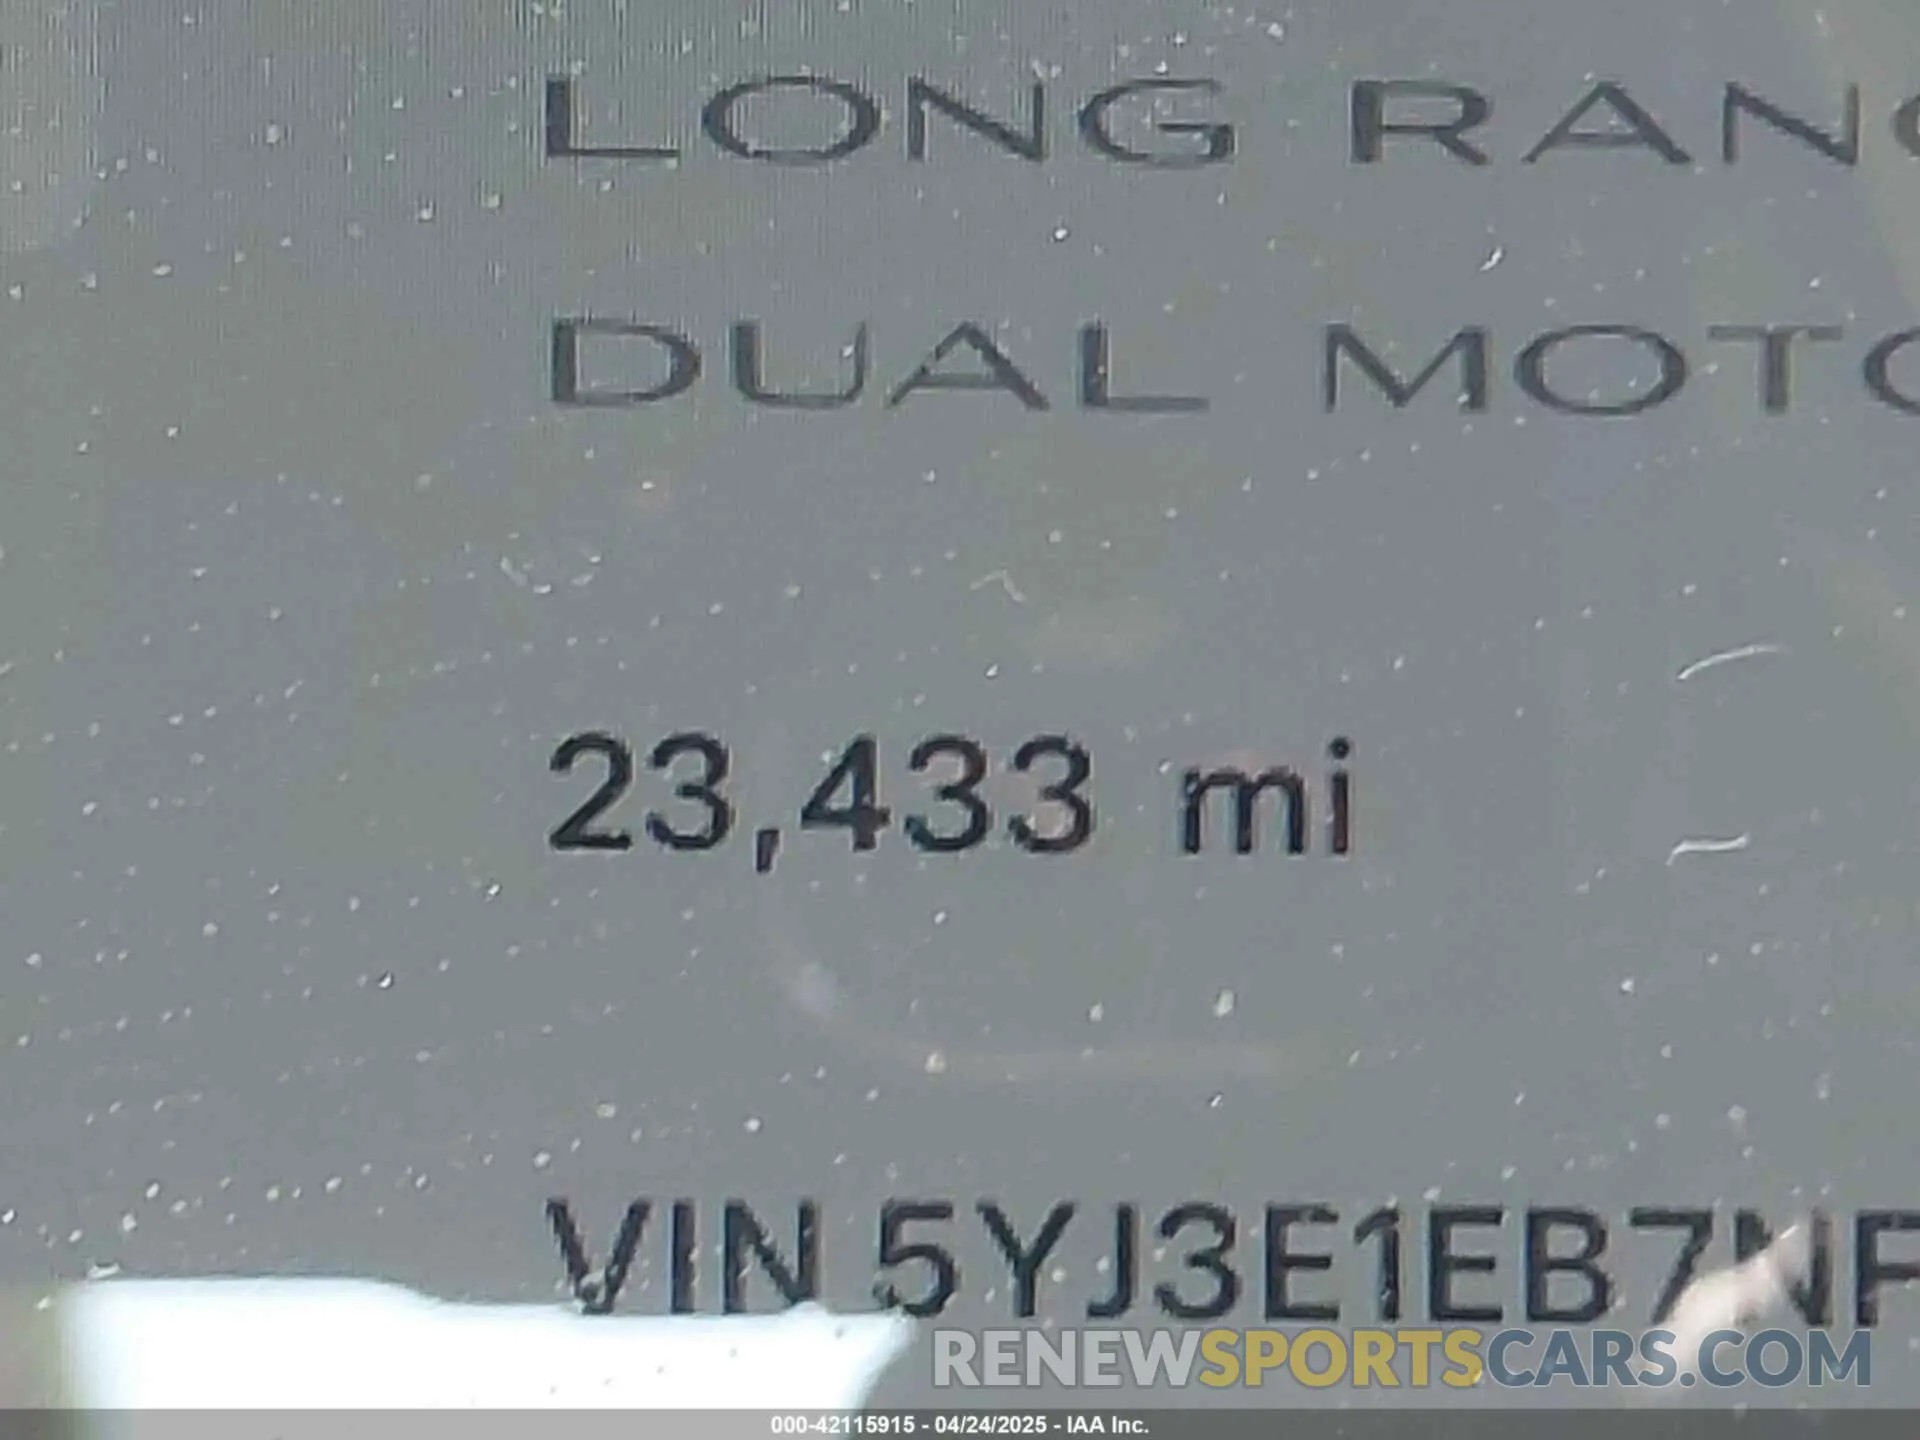 LONG RANG
DUAL MOTO
23,433 mi
VIN 5YJ3E1EB7NF
RENEWSPORTSCARS.COM
000-42115915 - 04/24/2025 - IAA Inc.